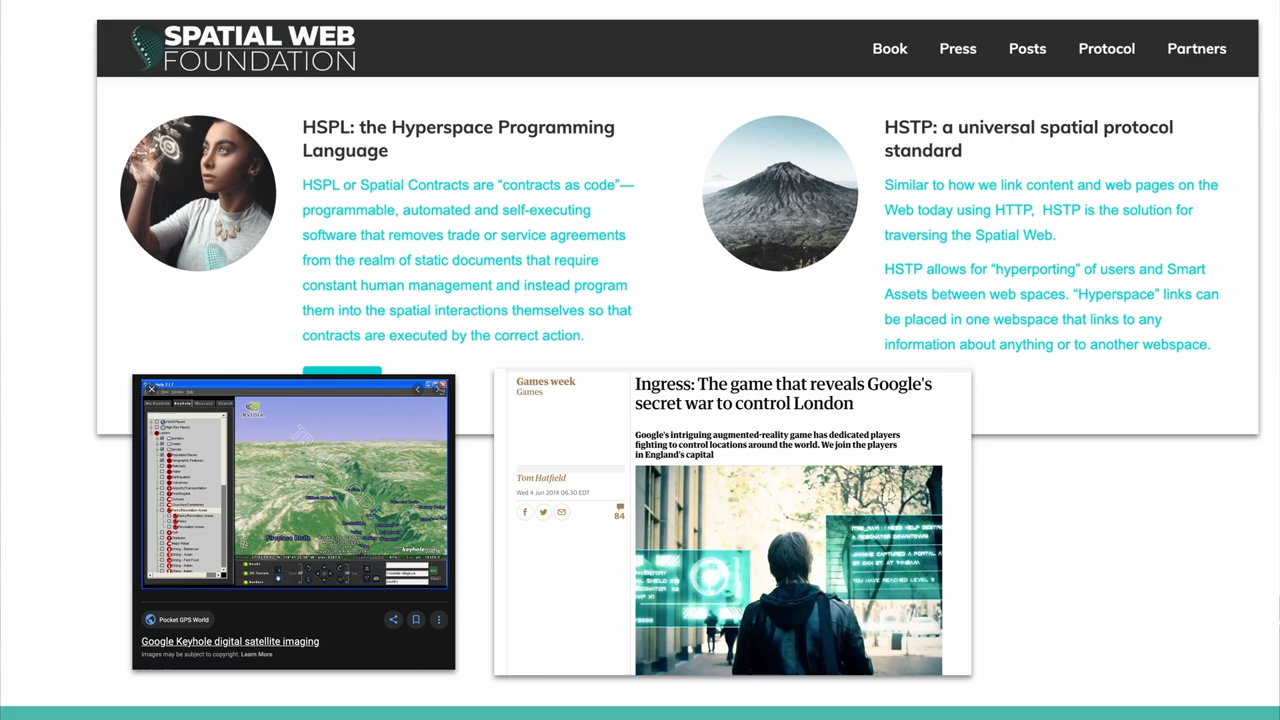 SPATIAL WEB
FOUNDATION
Book
Press
Posts
Protocol
Partners
HSPL: the Hyperspace Programming
Language
HSPL or Spatial Contracts are “contracts as code”—
programmable, automated and self-executing
software that removes trade or service agreements
from the realm of static documents that require
constant human management and instead program
them into the spatial interactions themselves so that
contracts are executed by the correct action.
HSTP: a universal spatial protocol
standard
Similar to how we link content and web pages on the
Web today using HTTP, HSTP is the solution for
traversing the Spatial Web.
HSTP allows for “hyperporting” of users and Smart
Assets between web spaces. “Hyperspace” links can
be placed in one webspace that links to any
information about anything or to another webspace.
NVIDIA
keyhole
Pocket GPS World
Google Keyhole digital satellite imaging
Images may be subject to copyright. Learn More
Games week
Games
Ingress: The game that reveals Google's
secret war to control London
Google's intriguing augmented-reality game has dedicated players
fighting to control locations around the world. We join the players
in England's capital
Tom Hatfield
Wed 4 Jun 2014 06.30 EDT
84
YOU HAVE REACHED LEVEL